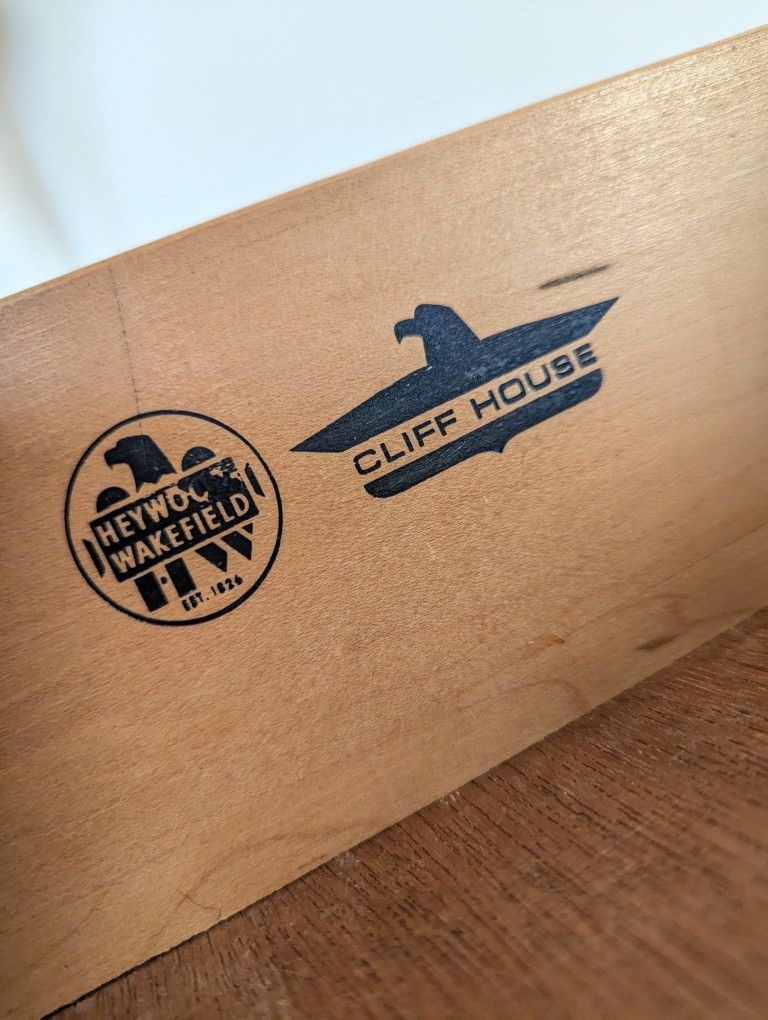 HEYWOOD
WAKEFIELD
HW
EST. 1826
CLIFF HOUSE